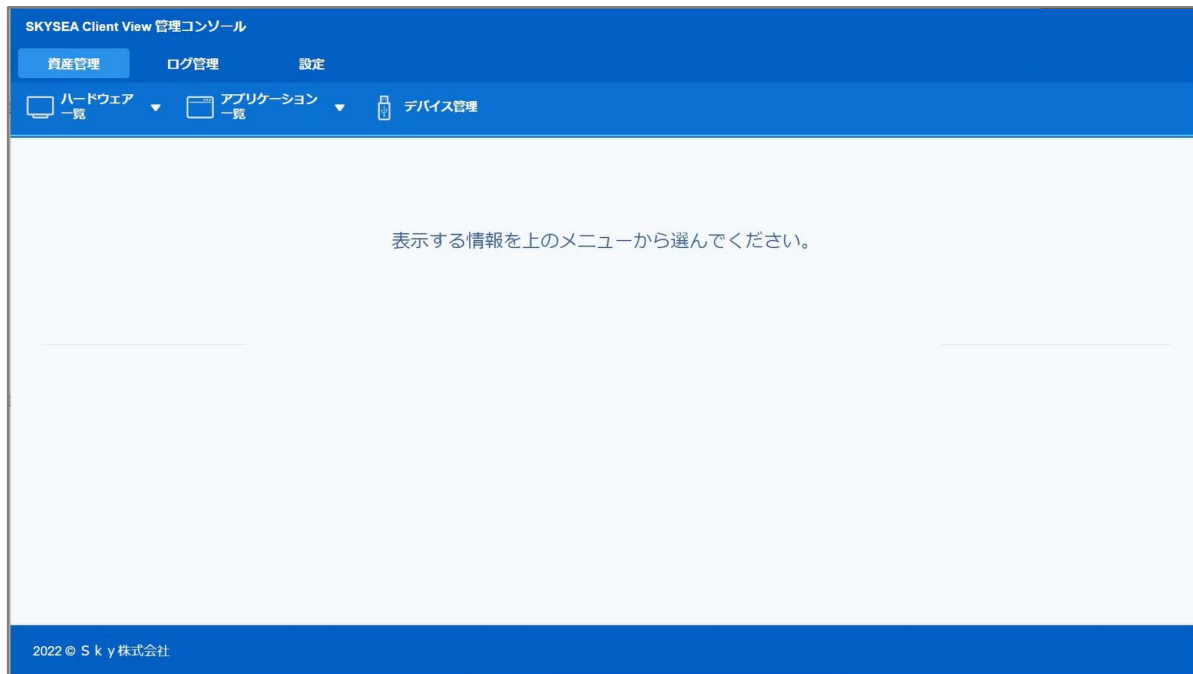 SKYSEA Client View 管理コンソール
資産管理 ログ管理 設定
ハードウェア
一覧
アプリケーション
一覧
デバイス管理
表示する情報を上のメニューから選んでください。
2022 © Ｓｋｙ株式会社